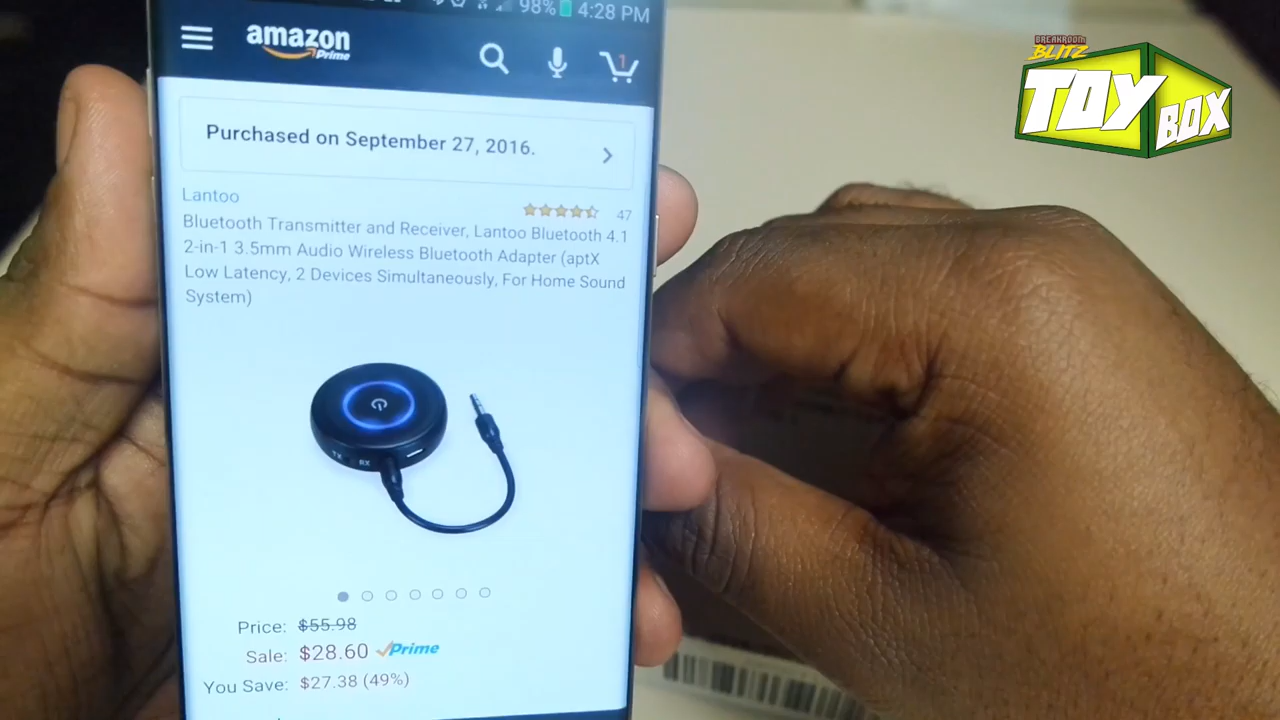 98% 4:28 PM
amazon
Prime
1
Purchased on September 27, 2016.
Lantoo
47
Bluetooth Transmitter and Receiver, Lantoo Bluetooth 4.1
2-in-1 3.5mm Audio Wireless Bluetooth Adapter (aptX
Low Latency, 2 Devices Simultaneously, For Home Sound
System)
TX RX
Price: $55.98
Sale: $28.60 Prime
You Save: $27.38 (49%)
BREAKROOM
BLITZ
TOY BOX